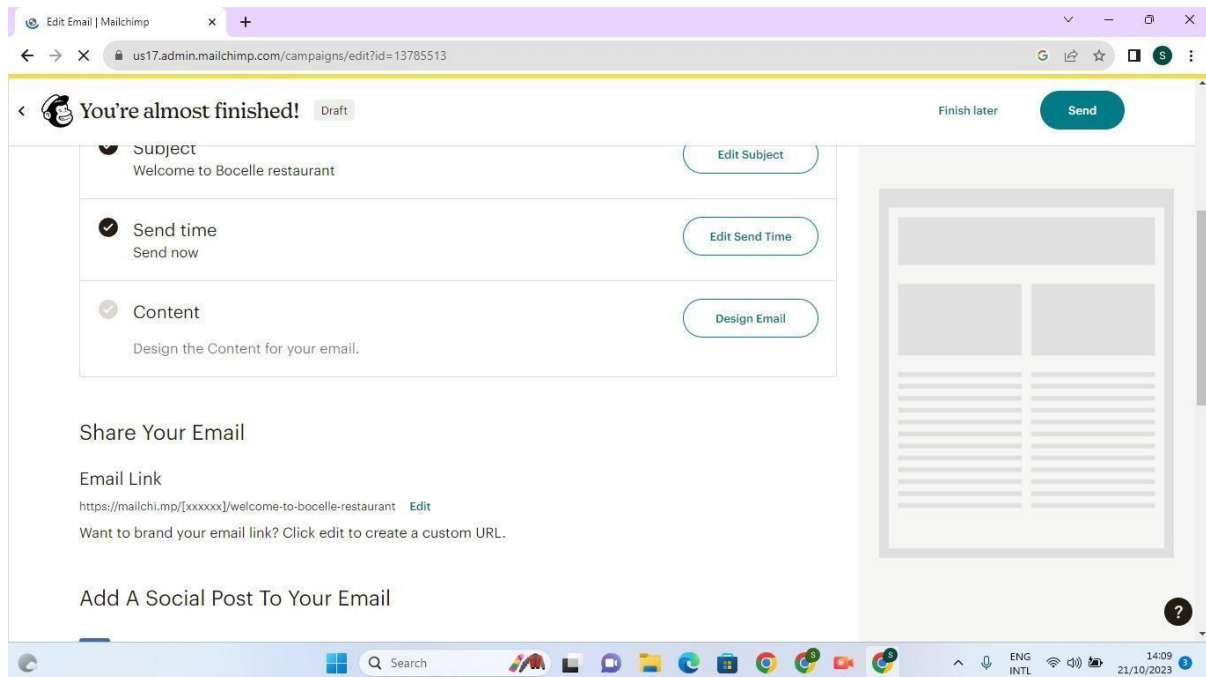 Edit Email | Mailchimp
us17.admin.mailchimp.com/campaigns/edit?id=13785513
G
S
You're almost finished!
Draft
Finish later
Send
Subject
Welcome to Bocelle restaurant
Edit Subject
Send time
Send now
Edit Send Time
Content
Design the Content for your email.
Design Email
Share Your Email
Email Link
https://mailchi.mp/[xxxxxx]/welcome-to-bocelle-restaurant Edit
Want to brand your email link? Click edit to create a custom URL.
Add A Social Post To Your Email
?
Search
S
S
ENG
INTL
14:09
21/10/2023
3